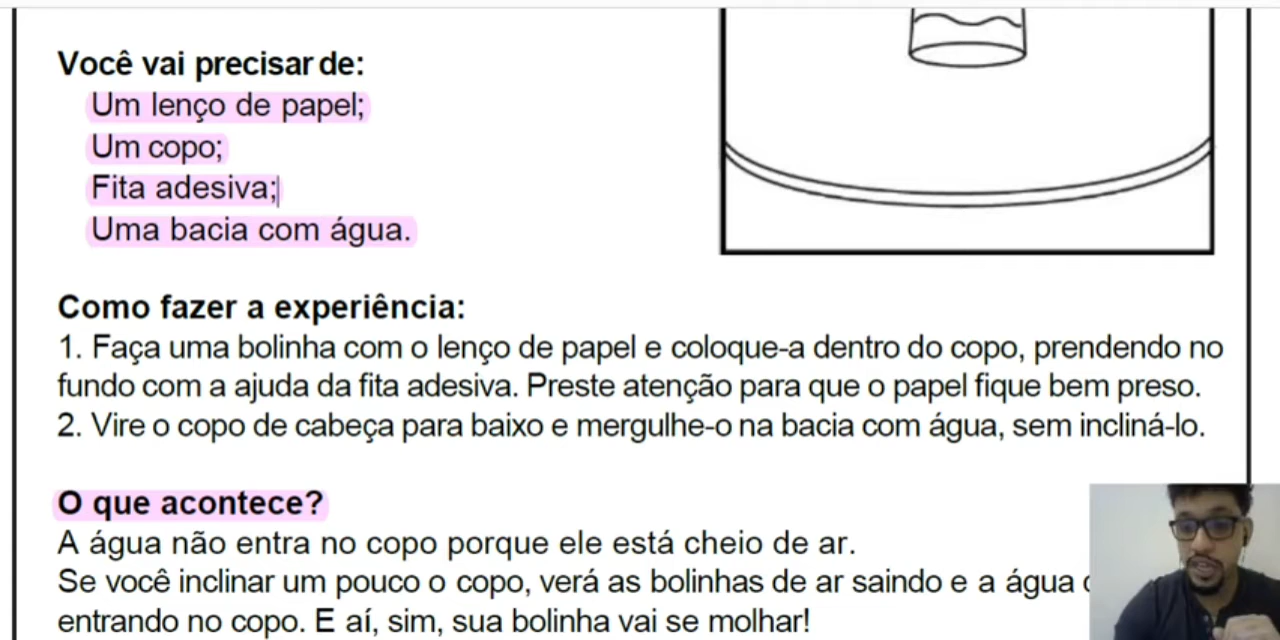 Você vai precisar de:
Um lenço de papel;
Um copo;
Fita adesiva;
Uma bacia com água.
Como fazer a experiência:
1. Faça uma bolinha com o lenço de papel e coloque-a dentro do copo, prendendo no
fundo com a ajuda da fita adesiva. Preste atenção para que o papel fique bem preso.
2. Vire o copo de cabeça para baixo e mergulhe-o na bacia com água, sem incliná-lo.
O que acontece?
A água não entra no copo porque ele está cheio de ar.
Se você inclinar um pouco o copo, verá as bolinhas de ar saindo e a água
entrando no copo. E aí, sim, sua bolinha vai se molhar!